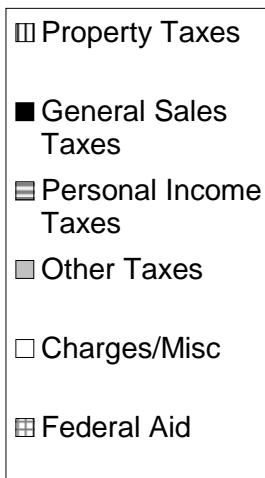 Property Taxes
General Sales
Taxes
Personal Income
Taxes
Other Taxes
Charges/Misc
Federal Aid